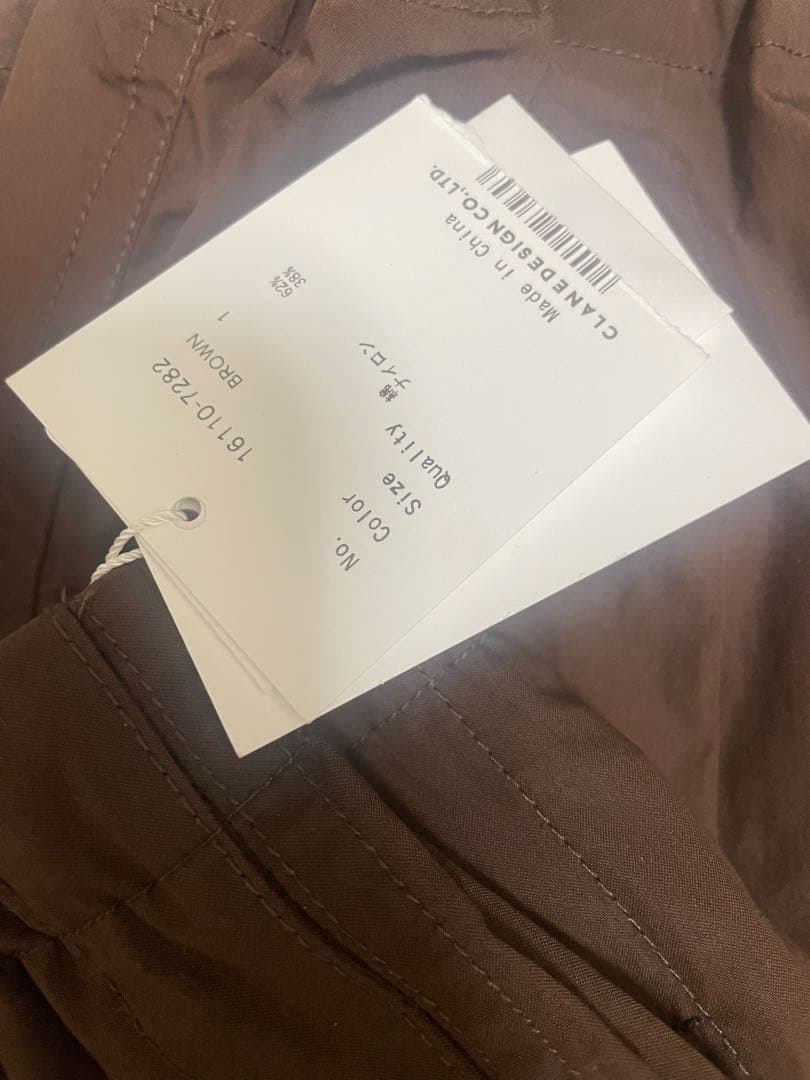 No. 16110-7282
Color BROWN
Size 1
Quality 綿 62%
ナイロン 38%
Made in China
CLANE DESIGN CO.,LTD.